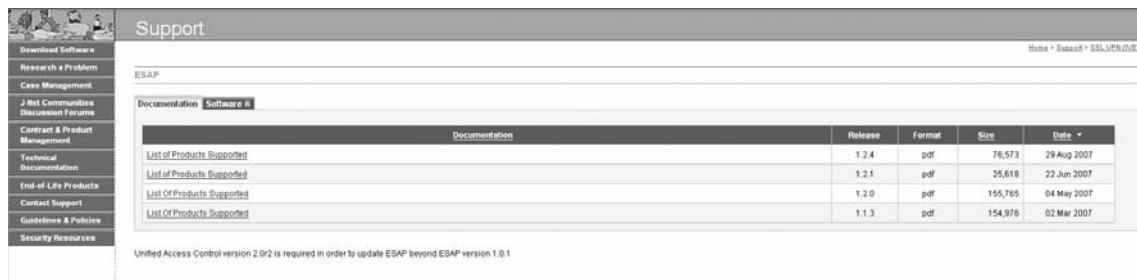 Support
Download Software
Research a Problem
Case Management
J-Net Communities
Discussion Forums
Contract & Product
Management
Technical
Documentation
End-of-Life Products
Contact Support
Guidelines & Policies
Security Resources
Home > Support > SSL VPN (IVE
ESAP
Documentation Software
Documentation Release Format Size Date
List of Products Supported 1.2.4 pdf 76,573 29 Aug 2007
List of Products Supported 1.2.1 pdf 25,618 22 Jun 2007
List Of Products Supported 1.2.0 pdf 155,765 04 May 2007
List Of Products Supported 1.1.3 pdf 154,976 02 Mar 2007
Unified Access Control version 2.0r2 is required in order to update ESAP beyond ESAP version 1.0.1